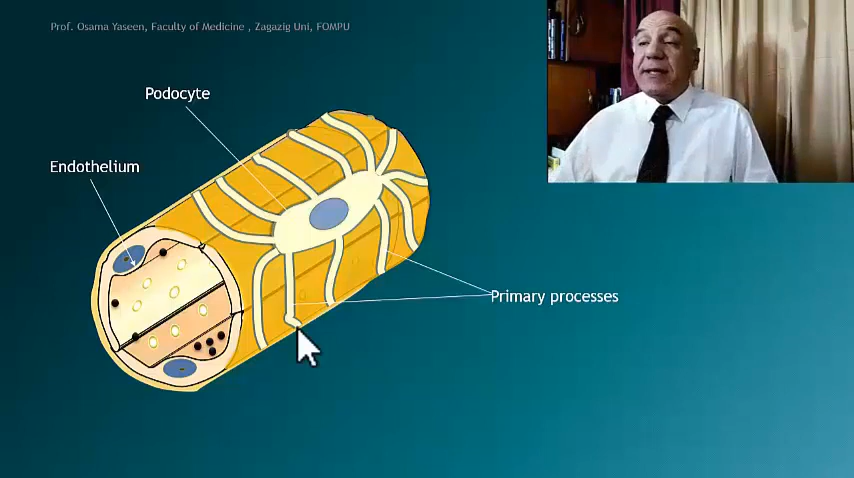 Prof. Osama Yaseen, Faculty of Medicine , Zagazig Uni, FOMPU
Podocyte
Endothelium
Primary processes